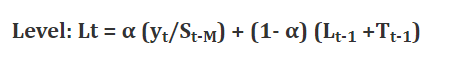 Level: Lt = α (yt/St-M) + (1- α) (Lt-1 +Tt-1)